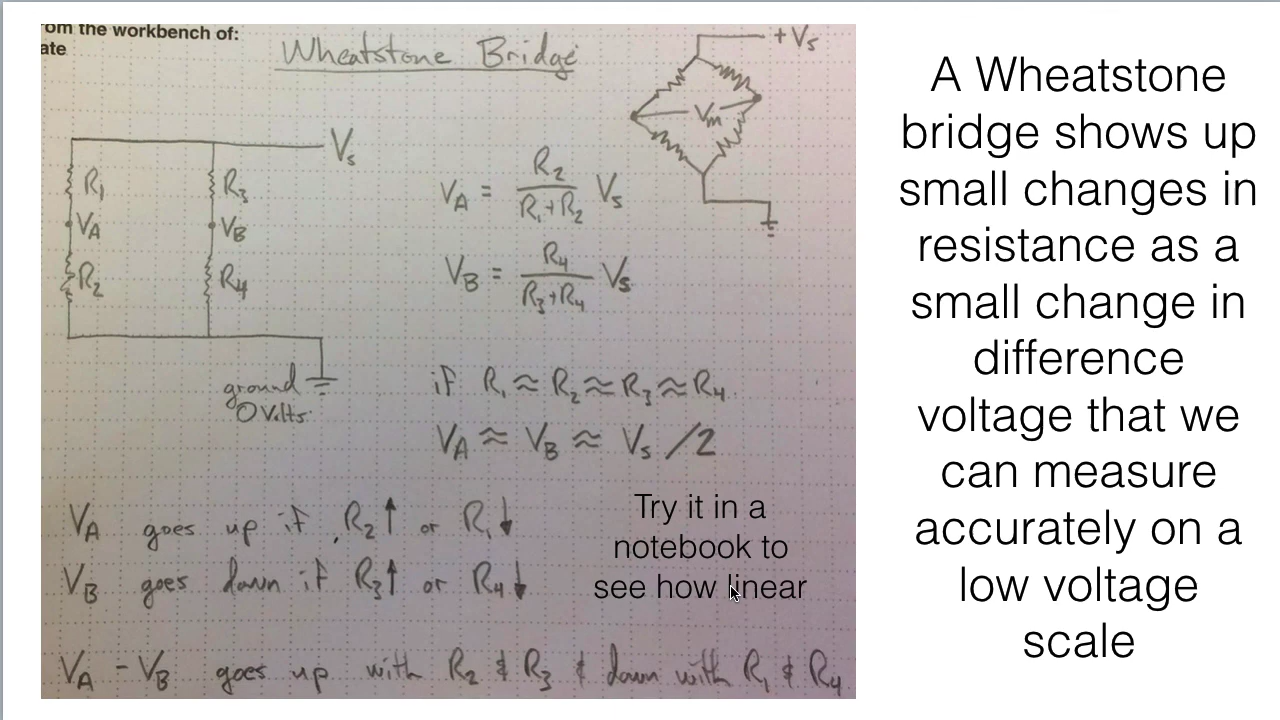 om the workbench of:
ate
Wheatstone Bridge
+Vs
Vm
Vs
R1
R3
VA
VB
R2
R4
ground
0 Volts
VA = R2 / R1+R2 Vs
VB = R4 / R3+R4 Vs
if R1 ≈ R2 ≈ R3 ≈ R4
VA ≈ VB ≈ Vs /2
VA goes up if R2↑ or R1↓
VB goes down if R3↑ or R4↓
VA - VB goes up with R2 & R3 & down with R1 & R4
Try it in a
notebook to
see how linear
A Wheatstone
bridge shows up
small changes in
resistance as a
small change in
difference
voltage that we
can measure
accurately on a
low voltage
scale